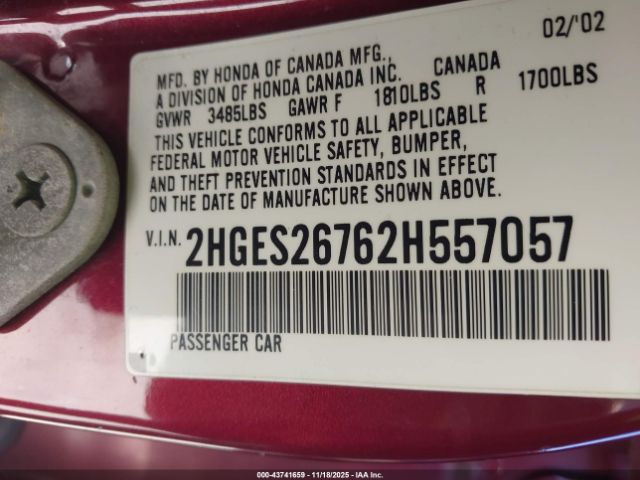 02/'02
MFD. BY HONDA OF CANADA MFG.,
A DIVISION OF HONDA CANADA INC. CANADA
GVWR 3485LBS GAWR F 1810LBS R 1700LBS
THIS VEHICLE CONFORMS TO ALL APPLICABLE
FEDERAL MOTOR VEHICLE SAFETY, BUMPER,
AND THEFT PREVENTION STANDARDS IN EFFECT
ON THE DATE OF MANUFACTURE SHOWN ABOVE.
V.I.N. 2HGES26762H557057
PASSENGER CAR
000-43741659 - 11/18/2025 - IAA Inc.